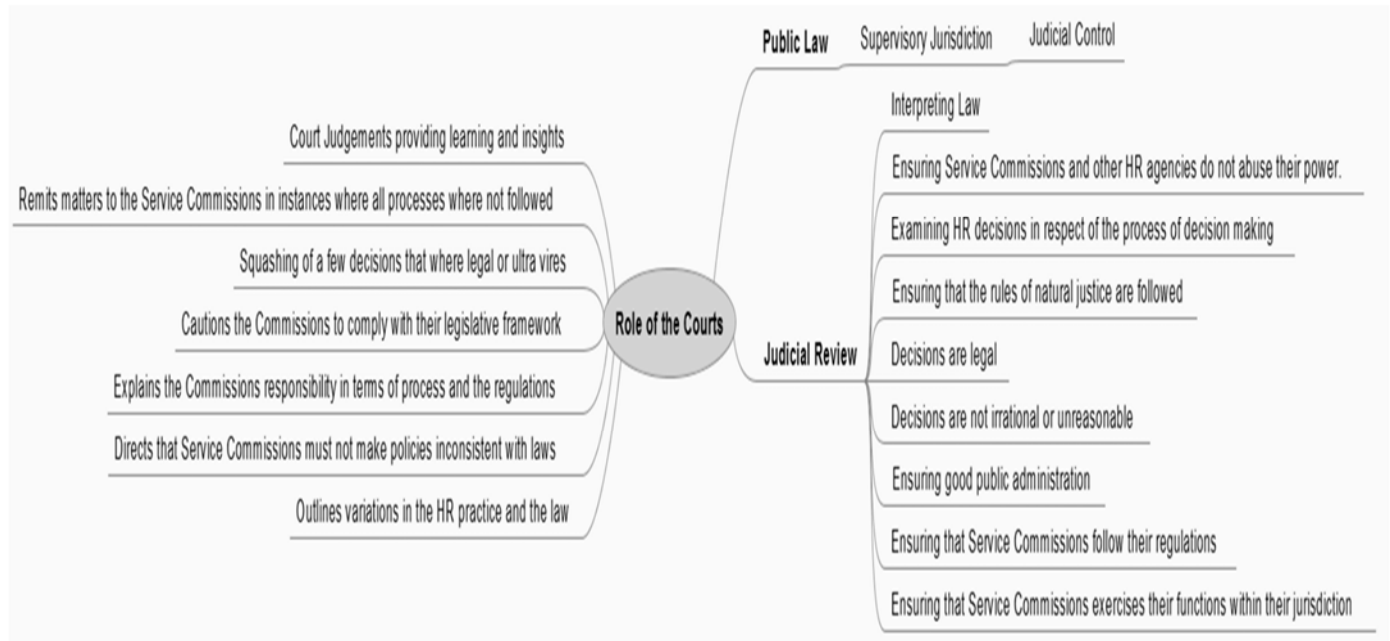 Public Law
Supervisory Jurisdiction
Judicial Control
Court Judgements providing learning and insights
Remits matters to the Service Commissions in instances where all processes where not followed
Squashing of a few decisions that where legal or ultra vires
Cautions the Commissions to comply with their legislative framework
Explains the Commissions responsibility in terms of process and the regulations
Directs that Service Commissions must not make policies inconsistent with laws
Outlines variations in the HR practice and the law
Role of the Courts
Judicial Review
Interpreting Law
Ensuring Service Commissions and other HR agencies do not abuse their power.
Examining HR decisions in respect of the process of decision making
Ensuring that the rules of natural justice are followed
Decisions are legal
Decisions are not irrational or unreasonable
Ensuring good public administration
Ensuring that Service Commissions follow their regulations
Ensuring that Service Commissions exercises their functions within their jurisdiction